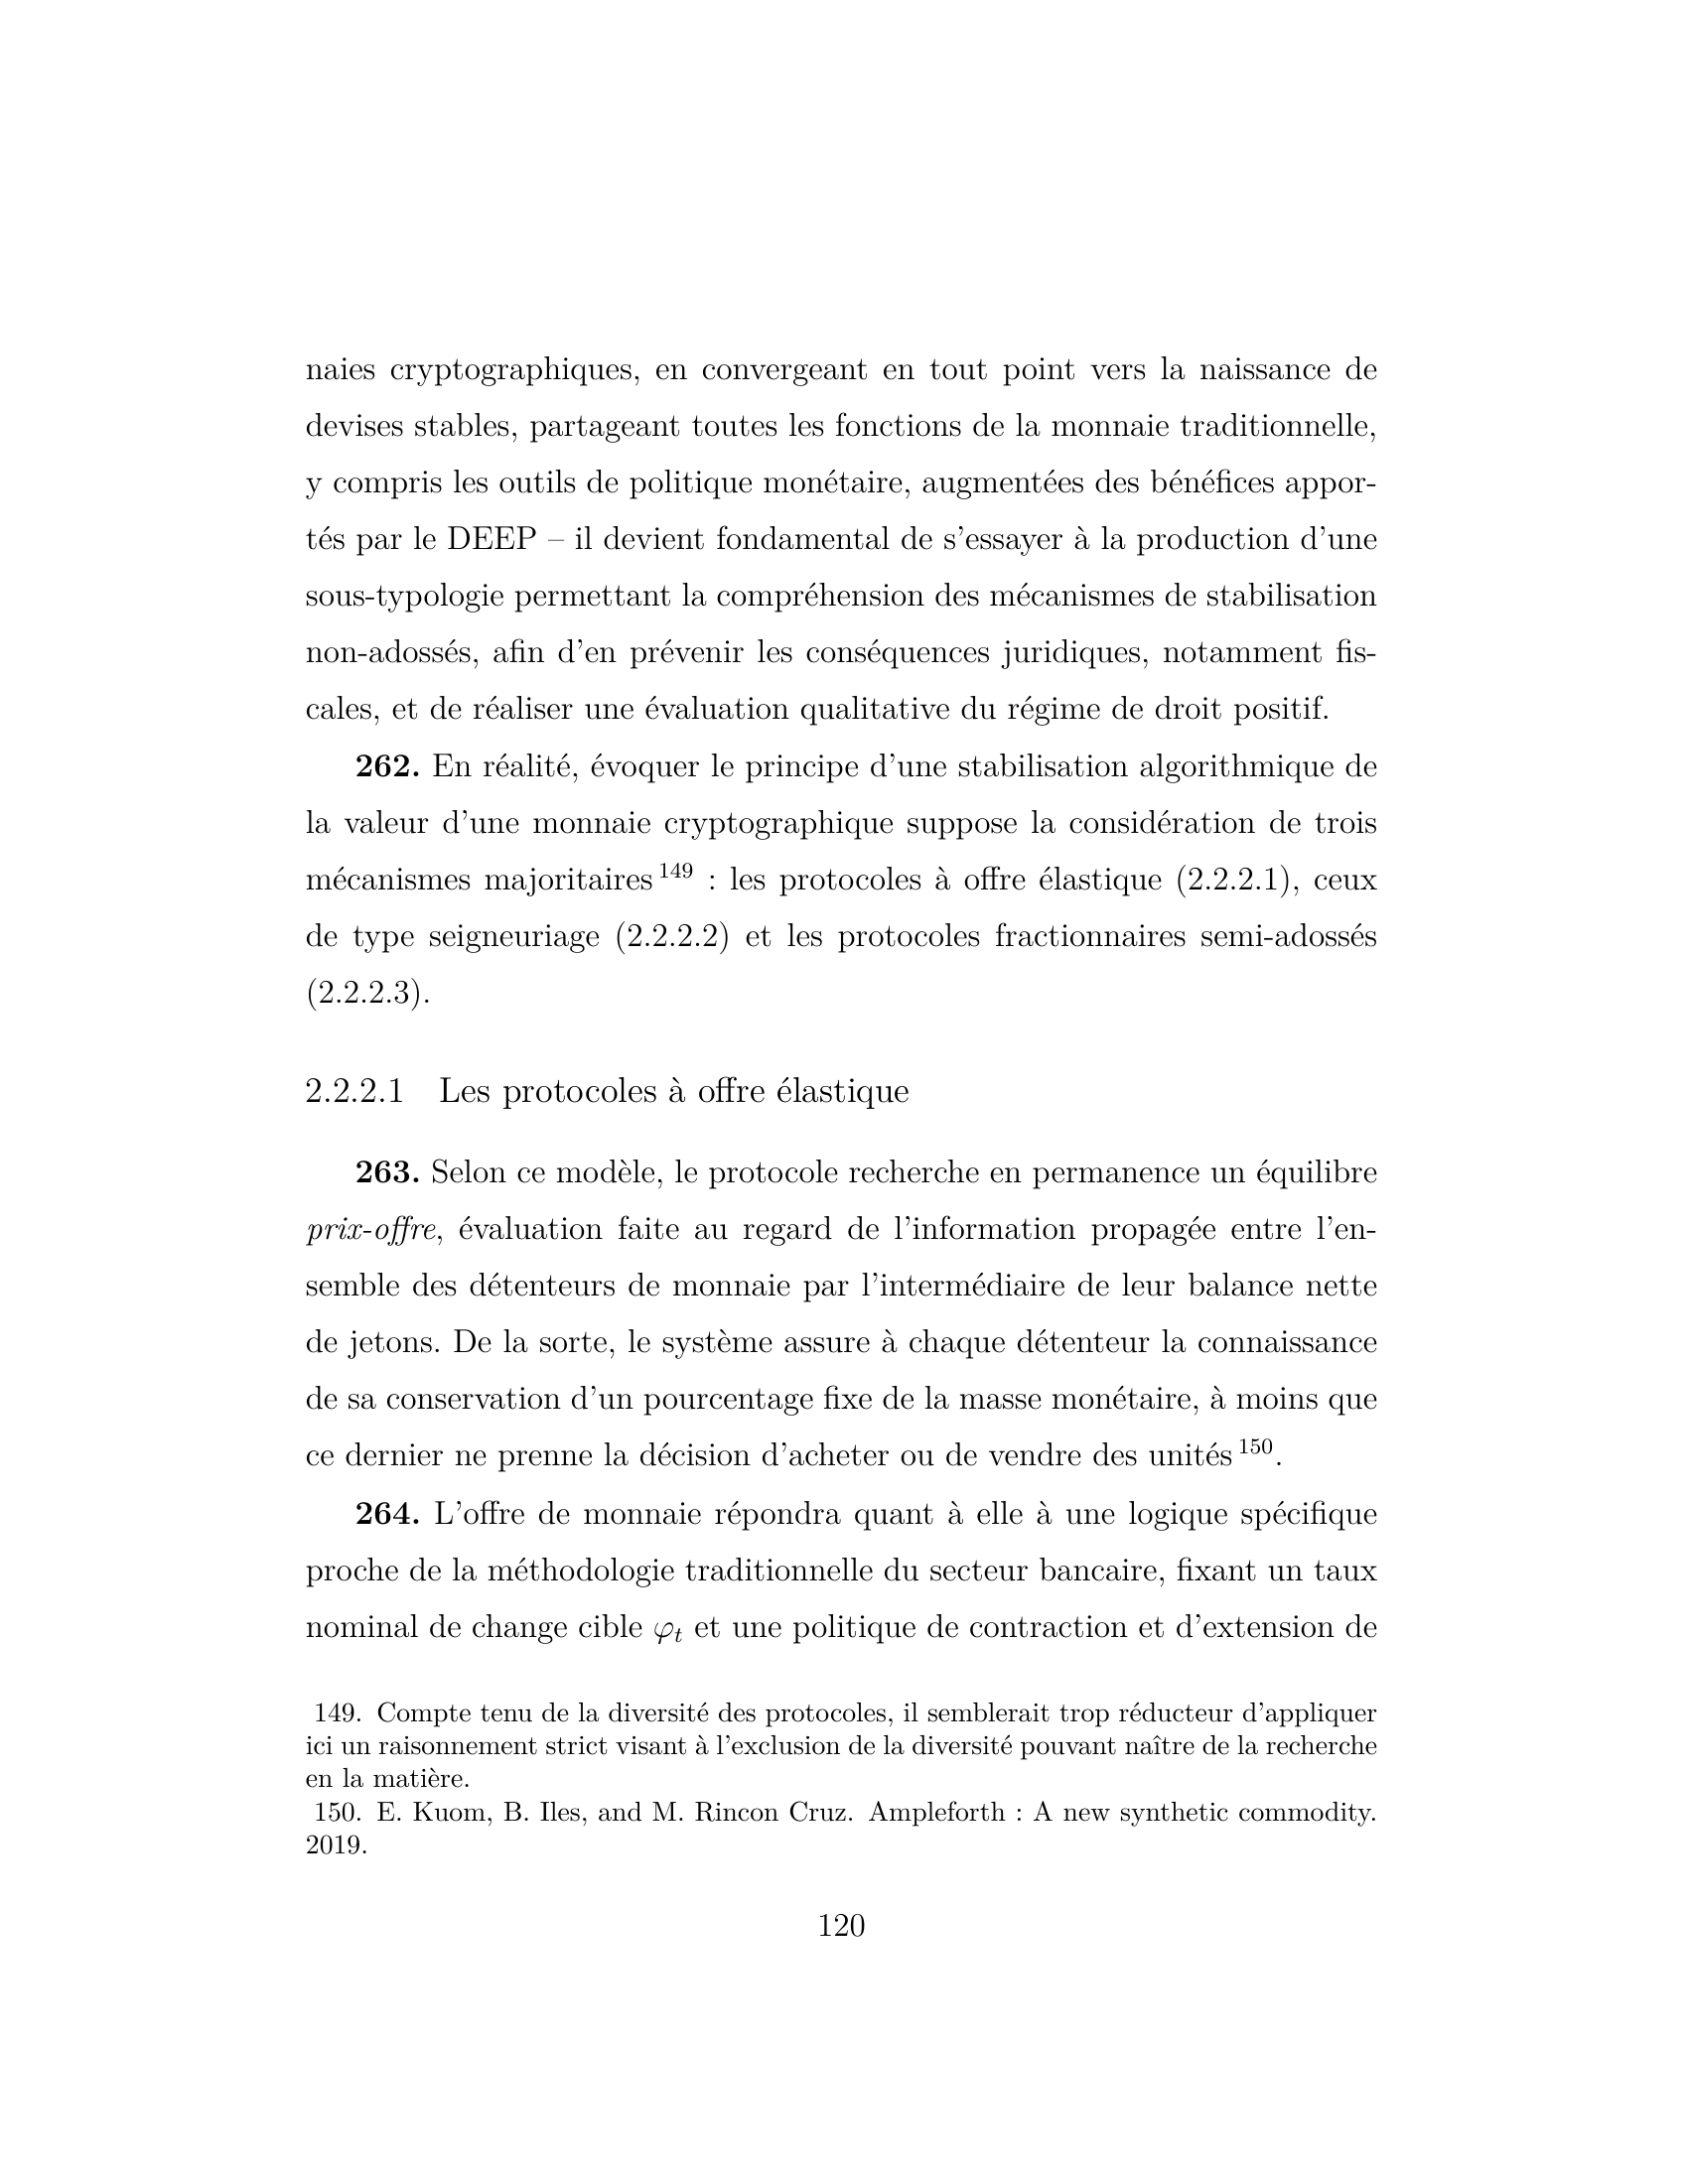 naies cryptographiques, en convergeant en tout point vers la naissance de
devises stables, partageant toutes les fonctions de la monnaie traditionnelle,
y compris les outils de politique monétaire, augmentées des bénéfices appor-
tés par le DEEP – il devient fondamental de s'essayer à la production d'une
sous-typologie permettant la compréhension des mécanismes de stabilisation
non-adossés, afin d'en prévenir les conséquences juridiques, notamment fis-
cales, et de réaliser une évaluation qualitative du régime de droit positif.
262. En réalité, évoquer le principe d'une stabilisation algorithmique de
la valeur d'une monnaie cryptographique suppose la considération de trois
mécanismes majoritaires 149 : les protocoles à offre élastique (2.2.2.1), ceux
de type seigneuriage (2.2.2.2) et les protocoles fractionnaires semi-adossés
(2.2.2.3).
2.2.2.1 Les protocoles à offre élastique
263. Selon ce modèle, le protocole recherche en permanence un équilibre
prix-offre, évaluation faite au regard de l'information propagée entre l'en-
semble des détenteurs de monnaie par l'intermédiaire de leur balance nette
de jetons. De la sorte, le système assure à chaque détenteur la connaissance
de sa conservation d'un pourcentage fixe de la masse monétaire, à moins que
ce dernier ne prenne la décision d'acheter ou de vendre des unités 150.
264. L'offre de monnaie répondra quant à elle à une logique spécifique
proche de la méthodologie traditionnelle du secteur bancaire, fixant un taux
nominal de change cible φt et une politique de contraction et d'extension de
149. Compte tenu de la diversité des protocoles, il semblerait trop réducteur d'appliquer
ici un raisonnement strict visant à l'exclusion de la diversité pouvant naître de la recherche
en la matière.
150. E. Kuom, B. Iles, and M. Rincon Cruz. Ampleforth : A new synthetic commodity.
2019.
120